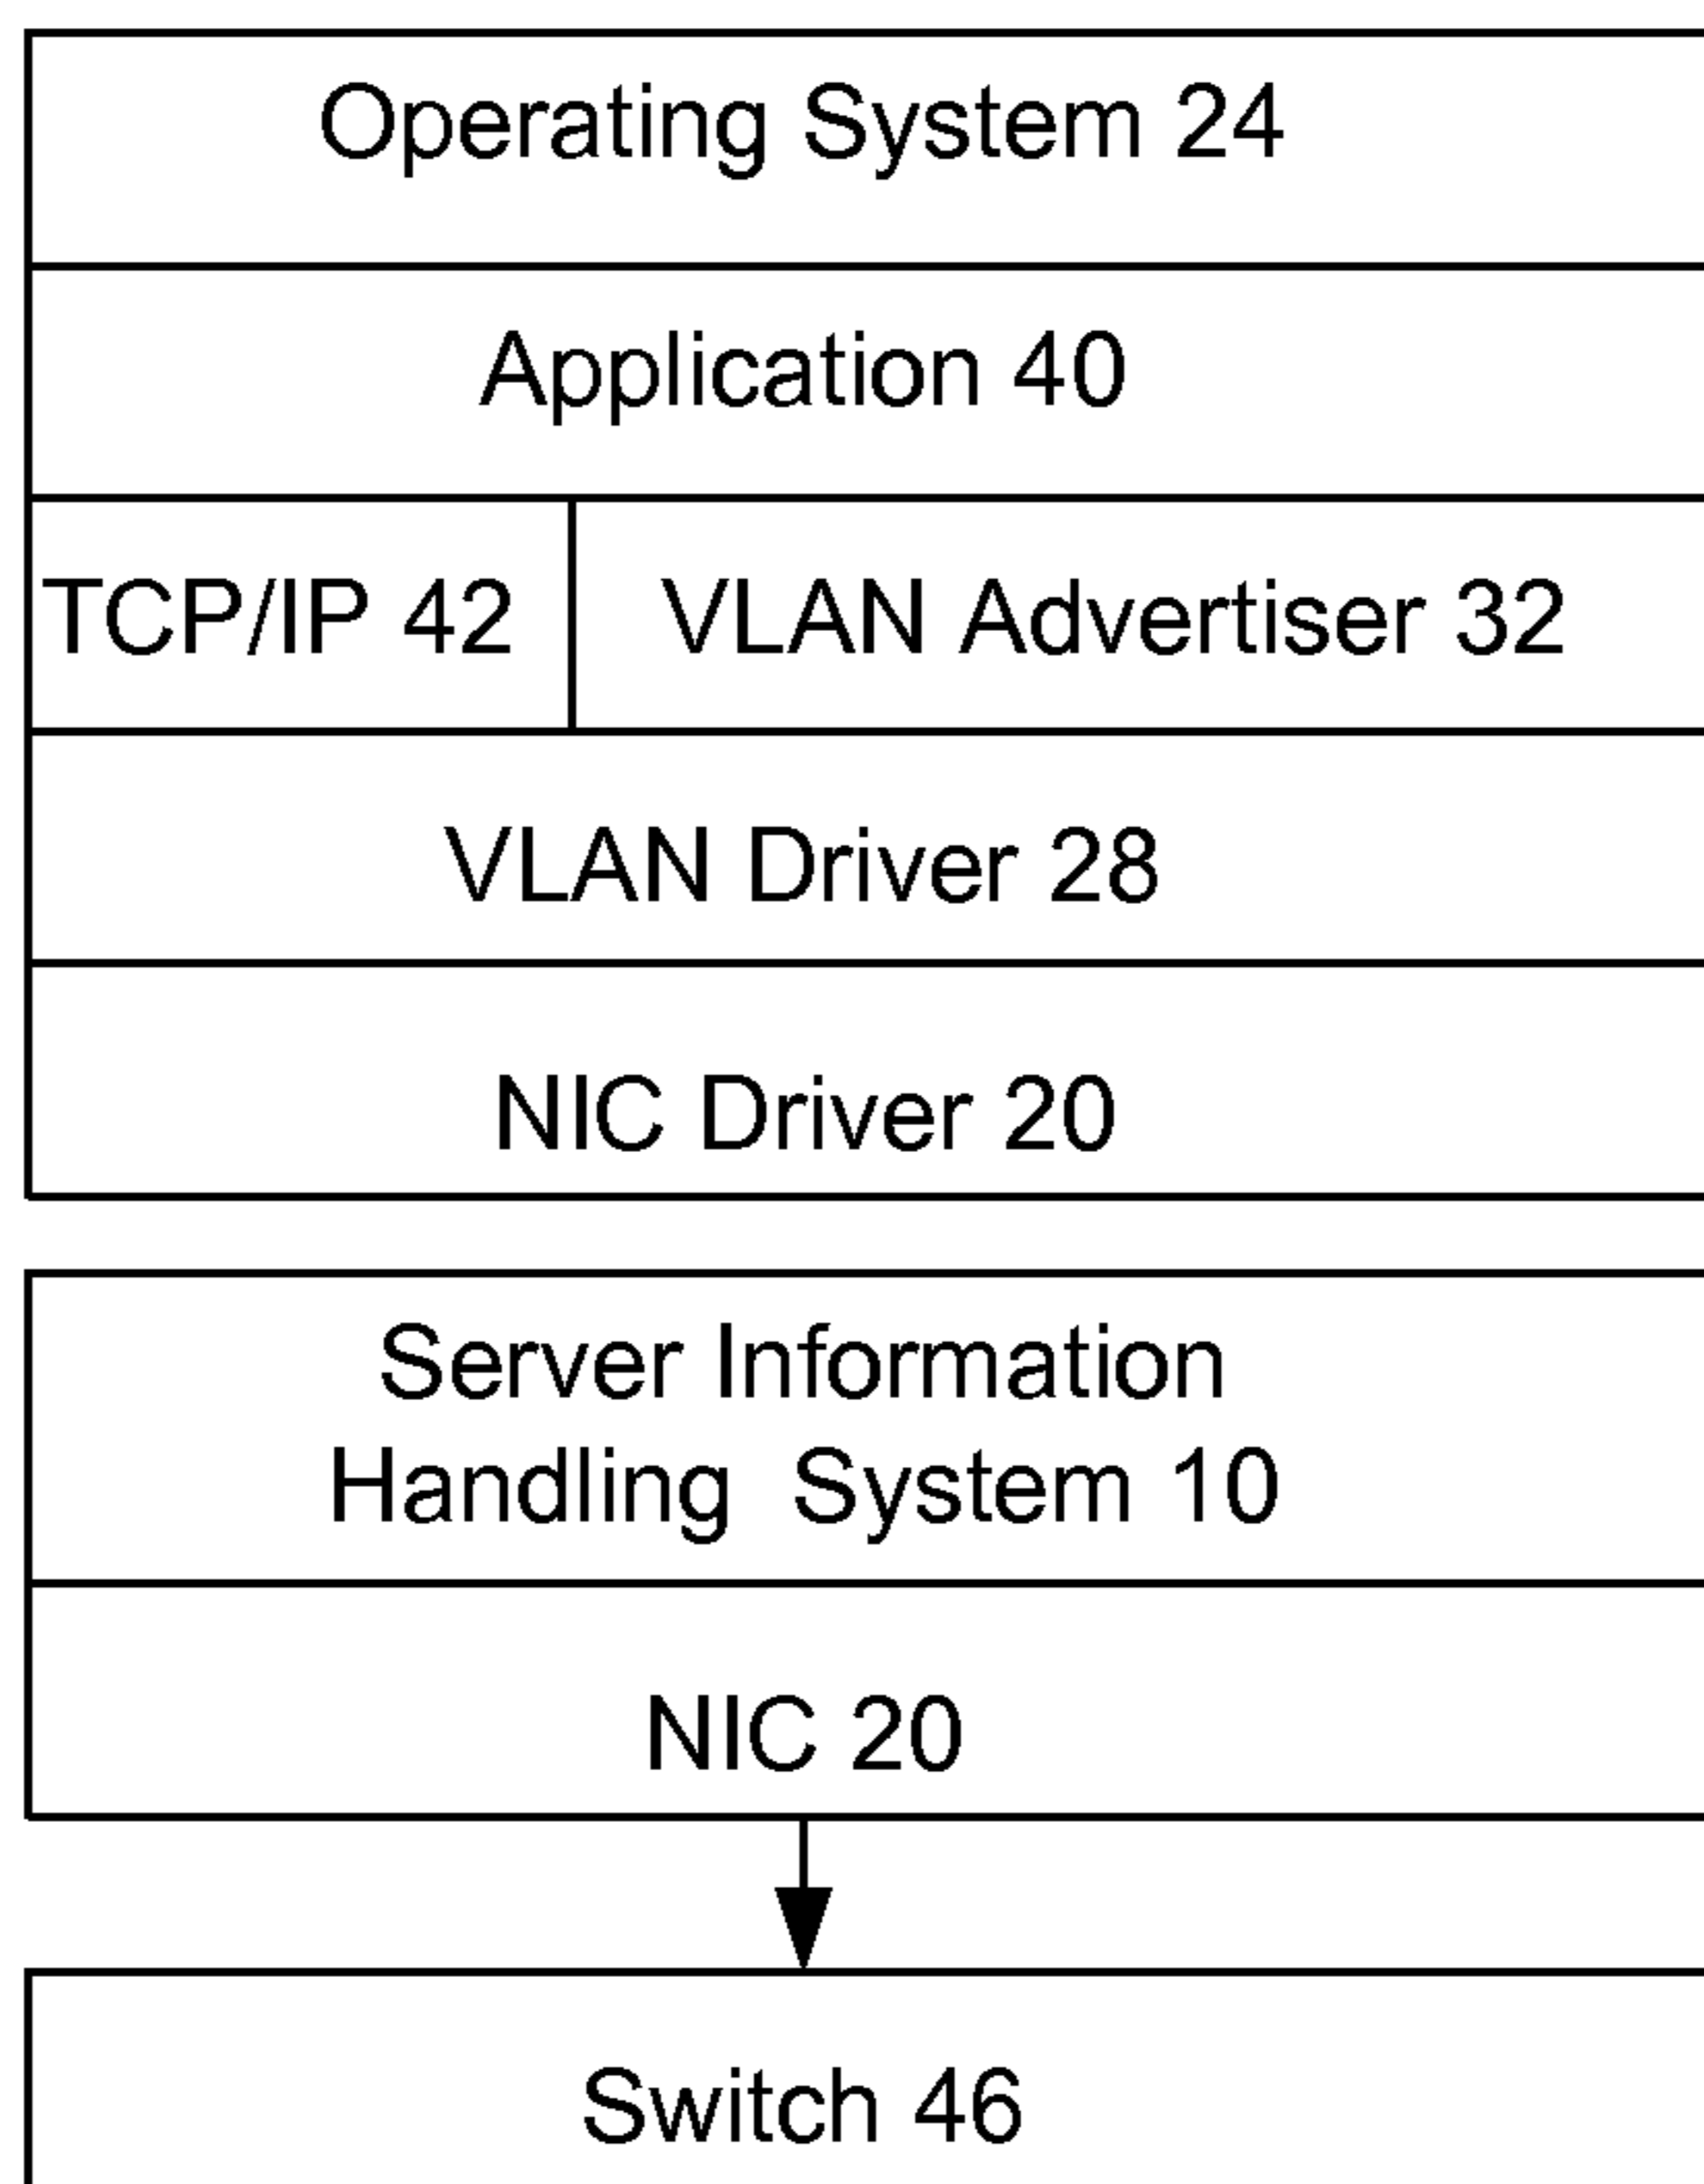 Operating System 24
Application 40
TCP/IP 42
VLAN Advertiser 32
VLAN Driver 28
NIC Driver 20
Server Information
Handling System 10
NIC 20
Switch 46